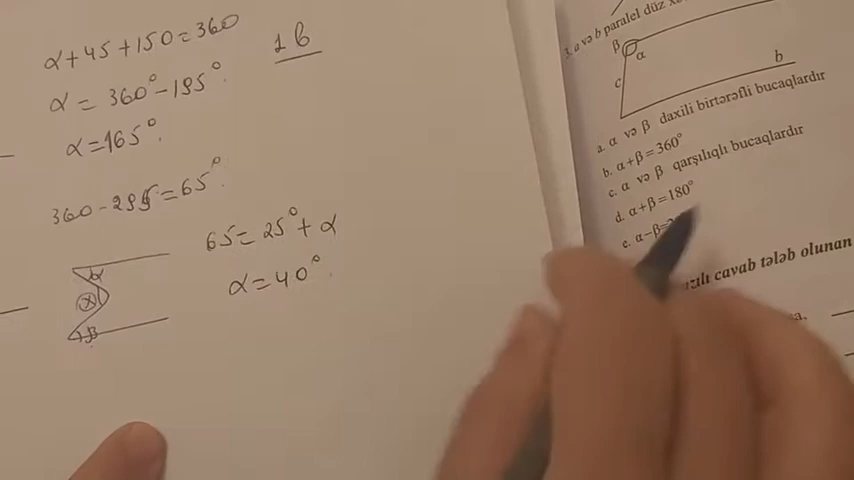 α+45+150=360
1b
α=360°-195°
α=165°.
360-295=65°
65=25°+α
α=40°
α
x
β
3. a və b paralel düz
β
α
c
b
a. α və β daxili birtərəfli bucaqlardır
b. α+β=360°
c. α və β qarşılıqlı bucaqlardır
d. α+β=180°
e. α-β=
cavab tələb olunan